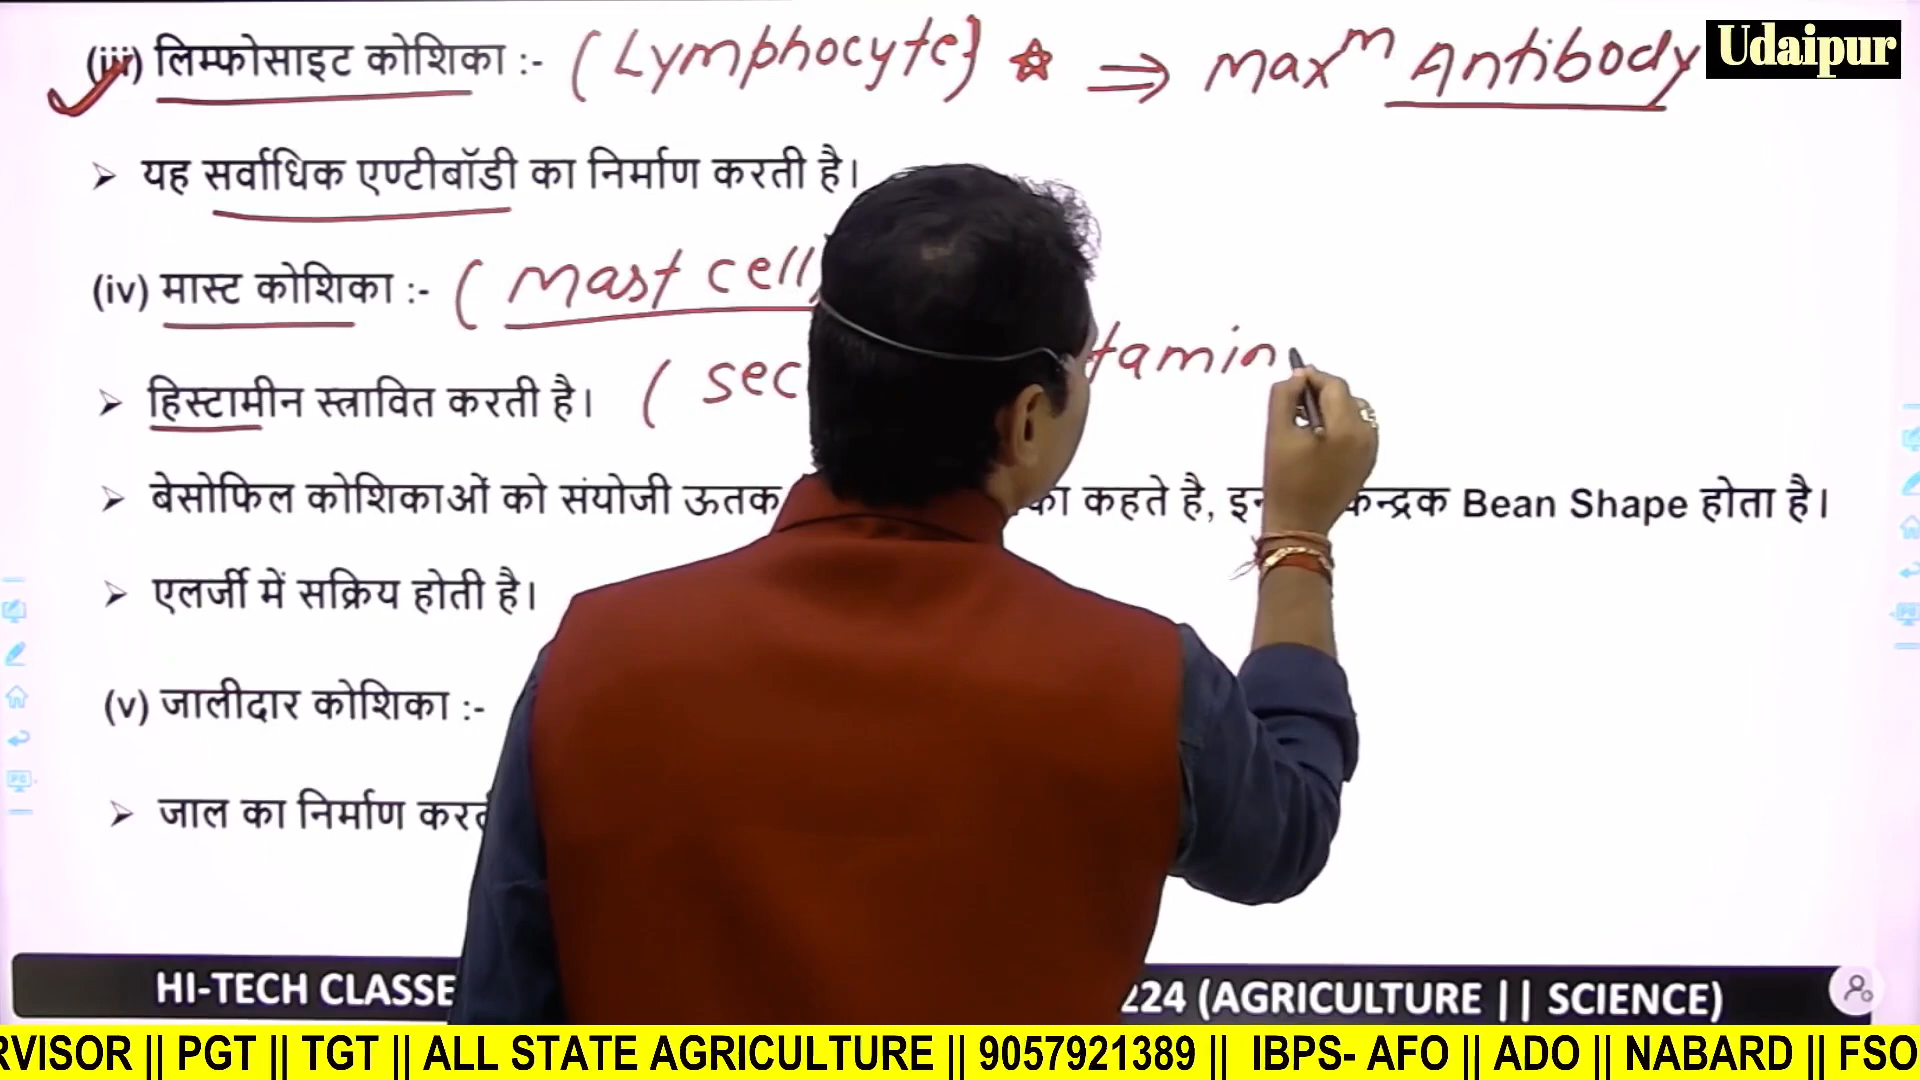 (iii) लिम्फोसाइट कोशिका :- (Lymphocyte} ⇒ Maxᵐ Antibody
Udaipur
यह सर्वाधिक एण्टीबॉडी का निर्माण करती है।
(iv) मास्ट कोशिका :- ( Mast cell
हिस्टामीन स्त्रावित करती है। ( sec tamin
बेसोफिल कोशिकाओं को संयोजी ऊतक का कहते है, केन्द्रक Bean Shape होता है।
एलर्जी में सक्रिय होती है।
(v) जालीदार कोशिका :-
जाल का निर्माण
HI-TECH CLASSE 224 (AGRICULTURE || SCIENCE)
RVISOR || PGT || TGT || ALL STATE AGRICULTURE || 9057921389 || IBPS- AFO || ADO || NABARD || FSO